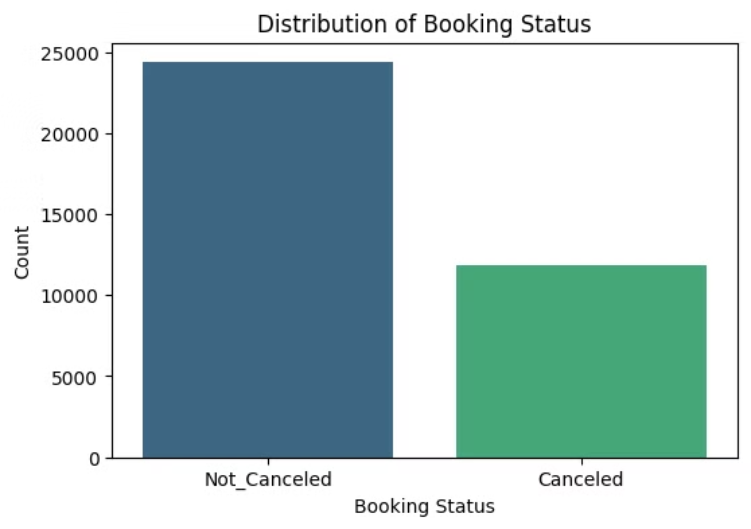 Distribution of Booking Status
25000
20000
15000
10000
5000
0
Count
Not_Canceled
Canceled
Booking Status